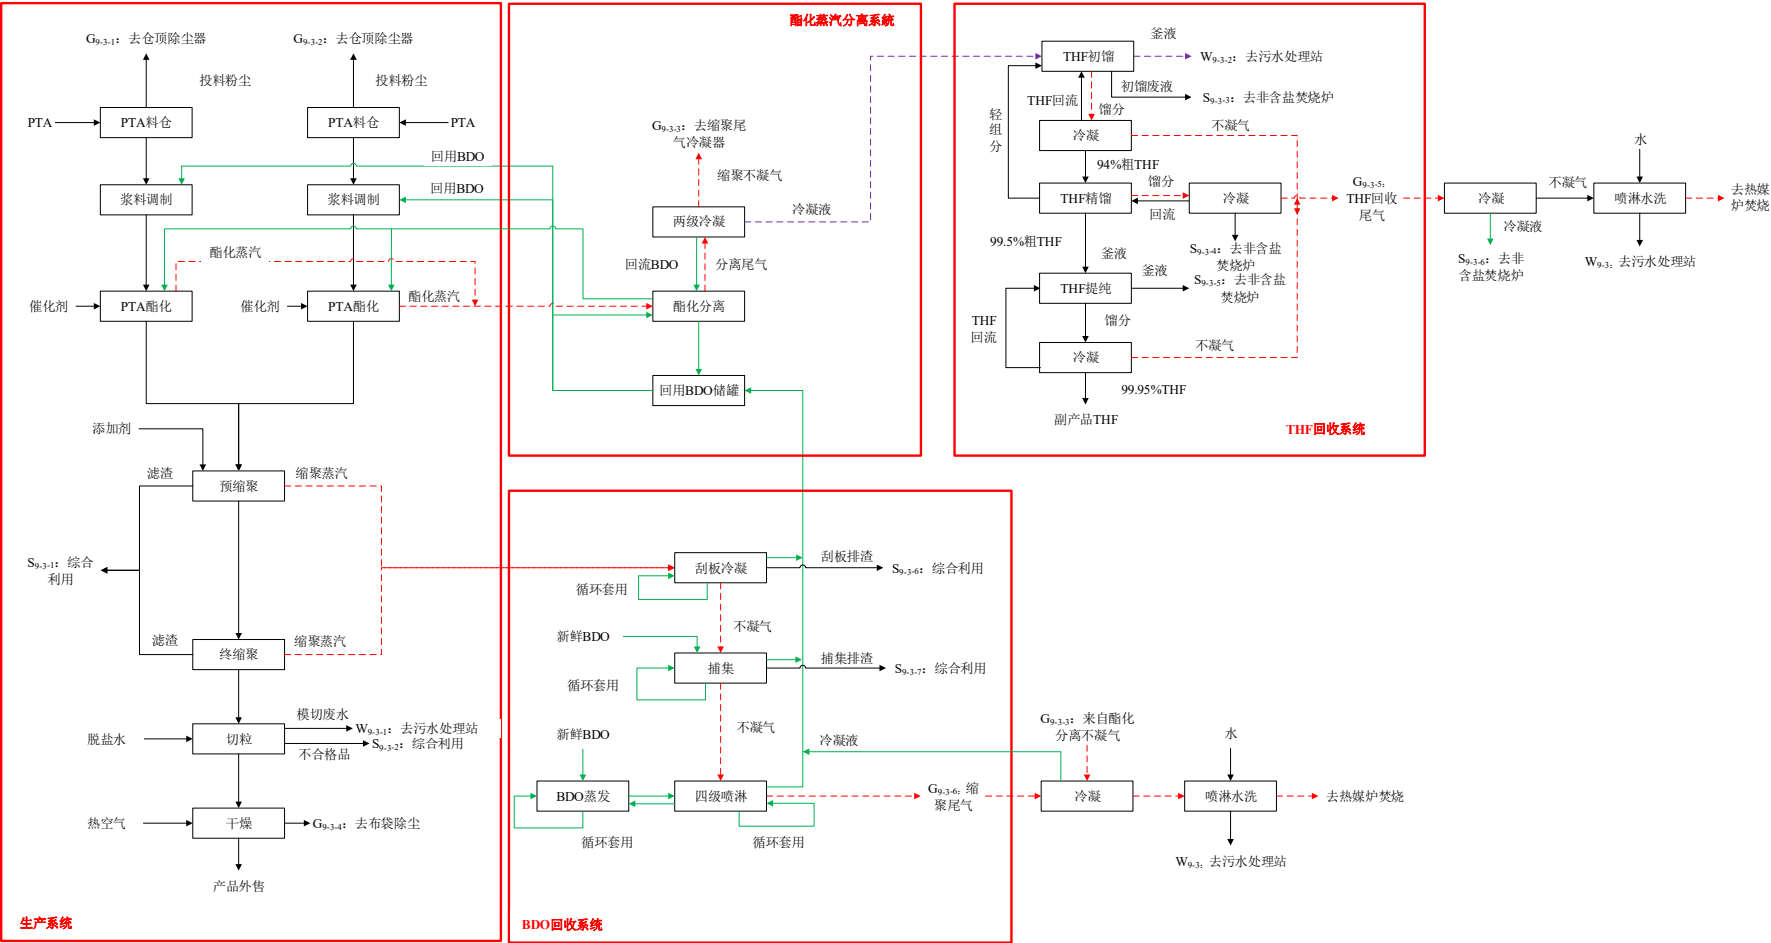 G₉₋₃₋₁：去仓顶除尘器
G₉₋₃₋₂：去仓顶除尘器
投料粉尘
投料粉尘
PTA
PTA料仓
PTA料仓
PTA
回用BDO
回用BDO
浆料调制
浆料调制
酯化蒸汽
酯化蒸汽
催化剂
PTA酯化
催化剂
PTA酯化
添加剂
滤渣
预缩聚
缩聚蒸汽
S₉₋₃₋₁：综合
利用
滤渣
终缩聚
缩聚蒸汽
模切废水
W₉₋₃₋₁：去污水处理站
脱盐水
切粒
S₉₋₃₋₂：综合利用
不合格品
热空气
干燥
G₉₋₃₋₄：去布袋除尘
产品外售
生产系统
酯化蒸汽分离系统
G₉₋₃₋₃：去缩聚尾
气冷凝器
缩聚不凝气
两级冷凝
冷凝液
回流BDO
分离尾气
酯化分离
回用BDO储罐
釜液
THF初馏
W₉₋₃₋₂：去污水处理站
初馏废液
THF回流
馏分
S₉₋₃₋₃：去非含盐焚烧炉
轻
组
分
冷凝
不凝气
94%粗THF
馏分
THF精馏
冷凝
回流
G₉₋₃₋₅：
THF回收
尾气
99.5%粗THF
S₉₋₃₋₄：去非含盐
焚烧炉
釜液
釜液
THF提纯
S₉₋₃₋₅：去非含盐
焚烧炉
THF
回流
馏分
冷凝
不凝气
99.95%THF
副产品THF
THF回收系统
水
冷凝
不凝气
喷淋水洗
去热媒
炉焚烧
冷凝液
S₉₋₃₋₆：去非
含盐焚烧炉
W₉₋₃：去污水处理站
刮板冷凝
刮板排渣
S₉₋₃₋₆：综合利用
循环套用
不凝气
新鲜BDO
捕集
捕集排渣
S₉₋₃₋₇：综合利用
循环套用
不凝气
新鲜BDO
冷凝液
BDO蒸发
四级喷淋
G₉₋₃₋₆：缩
聚尾气
循环套用
循环套用
BDO回收系统
G₉₋₃₋₃：来自酯化
分离不凝气
水
冷凝
喷淋水洗
去热媒炉焚烧
W₉₋₃：去污水处理站